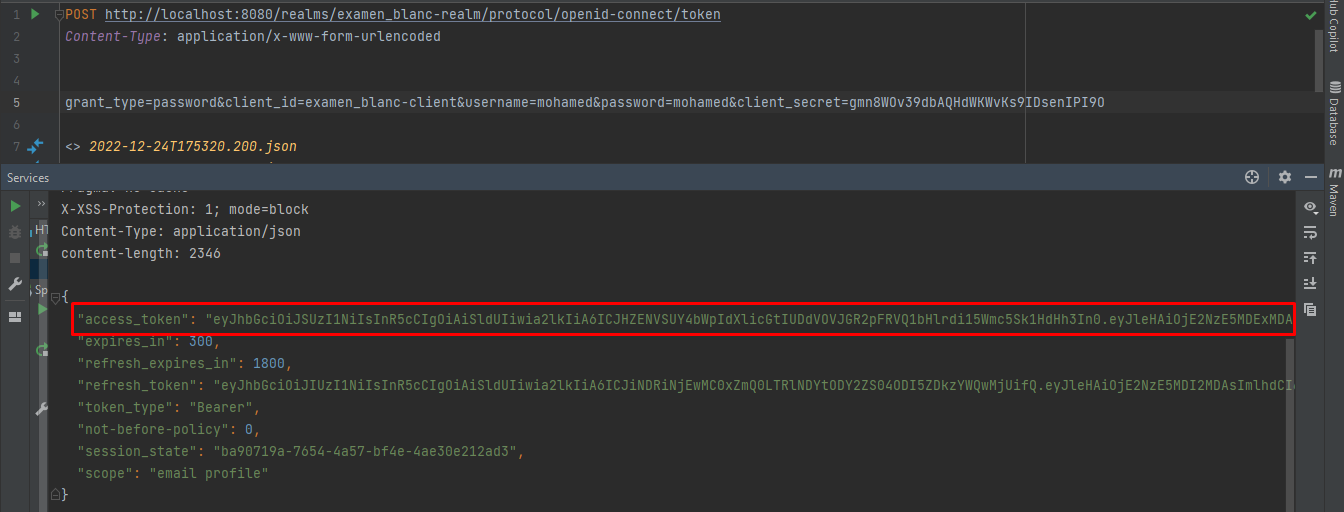 1 POST http://localhost:8080/realms/examen_blanc-realm/protocol/openid-connect/token
2 Content-Type: application/x-www-form-urlencoded
3
4
5 grant_type=password&client_id=examen_blanc-client&username=mohamed&password=mohamed&client_secret=gmn8WOv39dbAQHdWKWvKs9IDsenIPI9O
6
7 <> 2022-12-24T175320.200.json
Services
X-XSS-Protection: 1; mode=block
Content-Type: application/json
content-length: 2346
{
"access_token": "eyJhbGciOiJSUzI1NiIsInR5cCIgOiAiSldUIiwia2lkIiA6ICJHZENVSUY4bWpIdXlicGtIUDdVOVJGR2pFRVQ1bHlrdi15Wmc5Sk1HdHh3In0.eyJleHAiOjE2NzE5MDExMDA
"expires_in": 300,
"refresh_expires_in": 1800,
"refresh_token": "eyJhbGciOiJIUzI1NiIsInR5cCIgOiAiSldUIiwia2lkIiA6ICJiNDRiNjEwMC0xZmQ0LTRlNDYtODY2ZS04ODI5ZDkzYWQwMjUifQ.eyJleHAiOjE2NzE5MDI2MDAsImlhdCI
"token_type": "Bearer",
"not-before-policy": 0,
"session_state": "ba90719a-7654-4a57-bf4e-4ae30e212ad3",
"scope": "email profile"
}
Copilot
Database
Maven